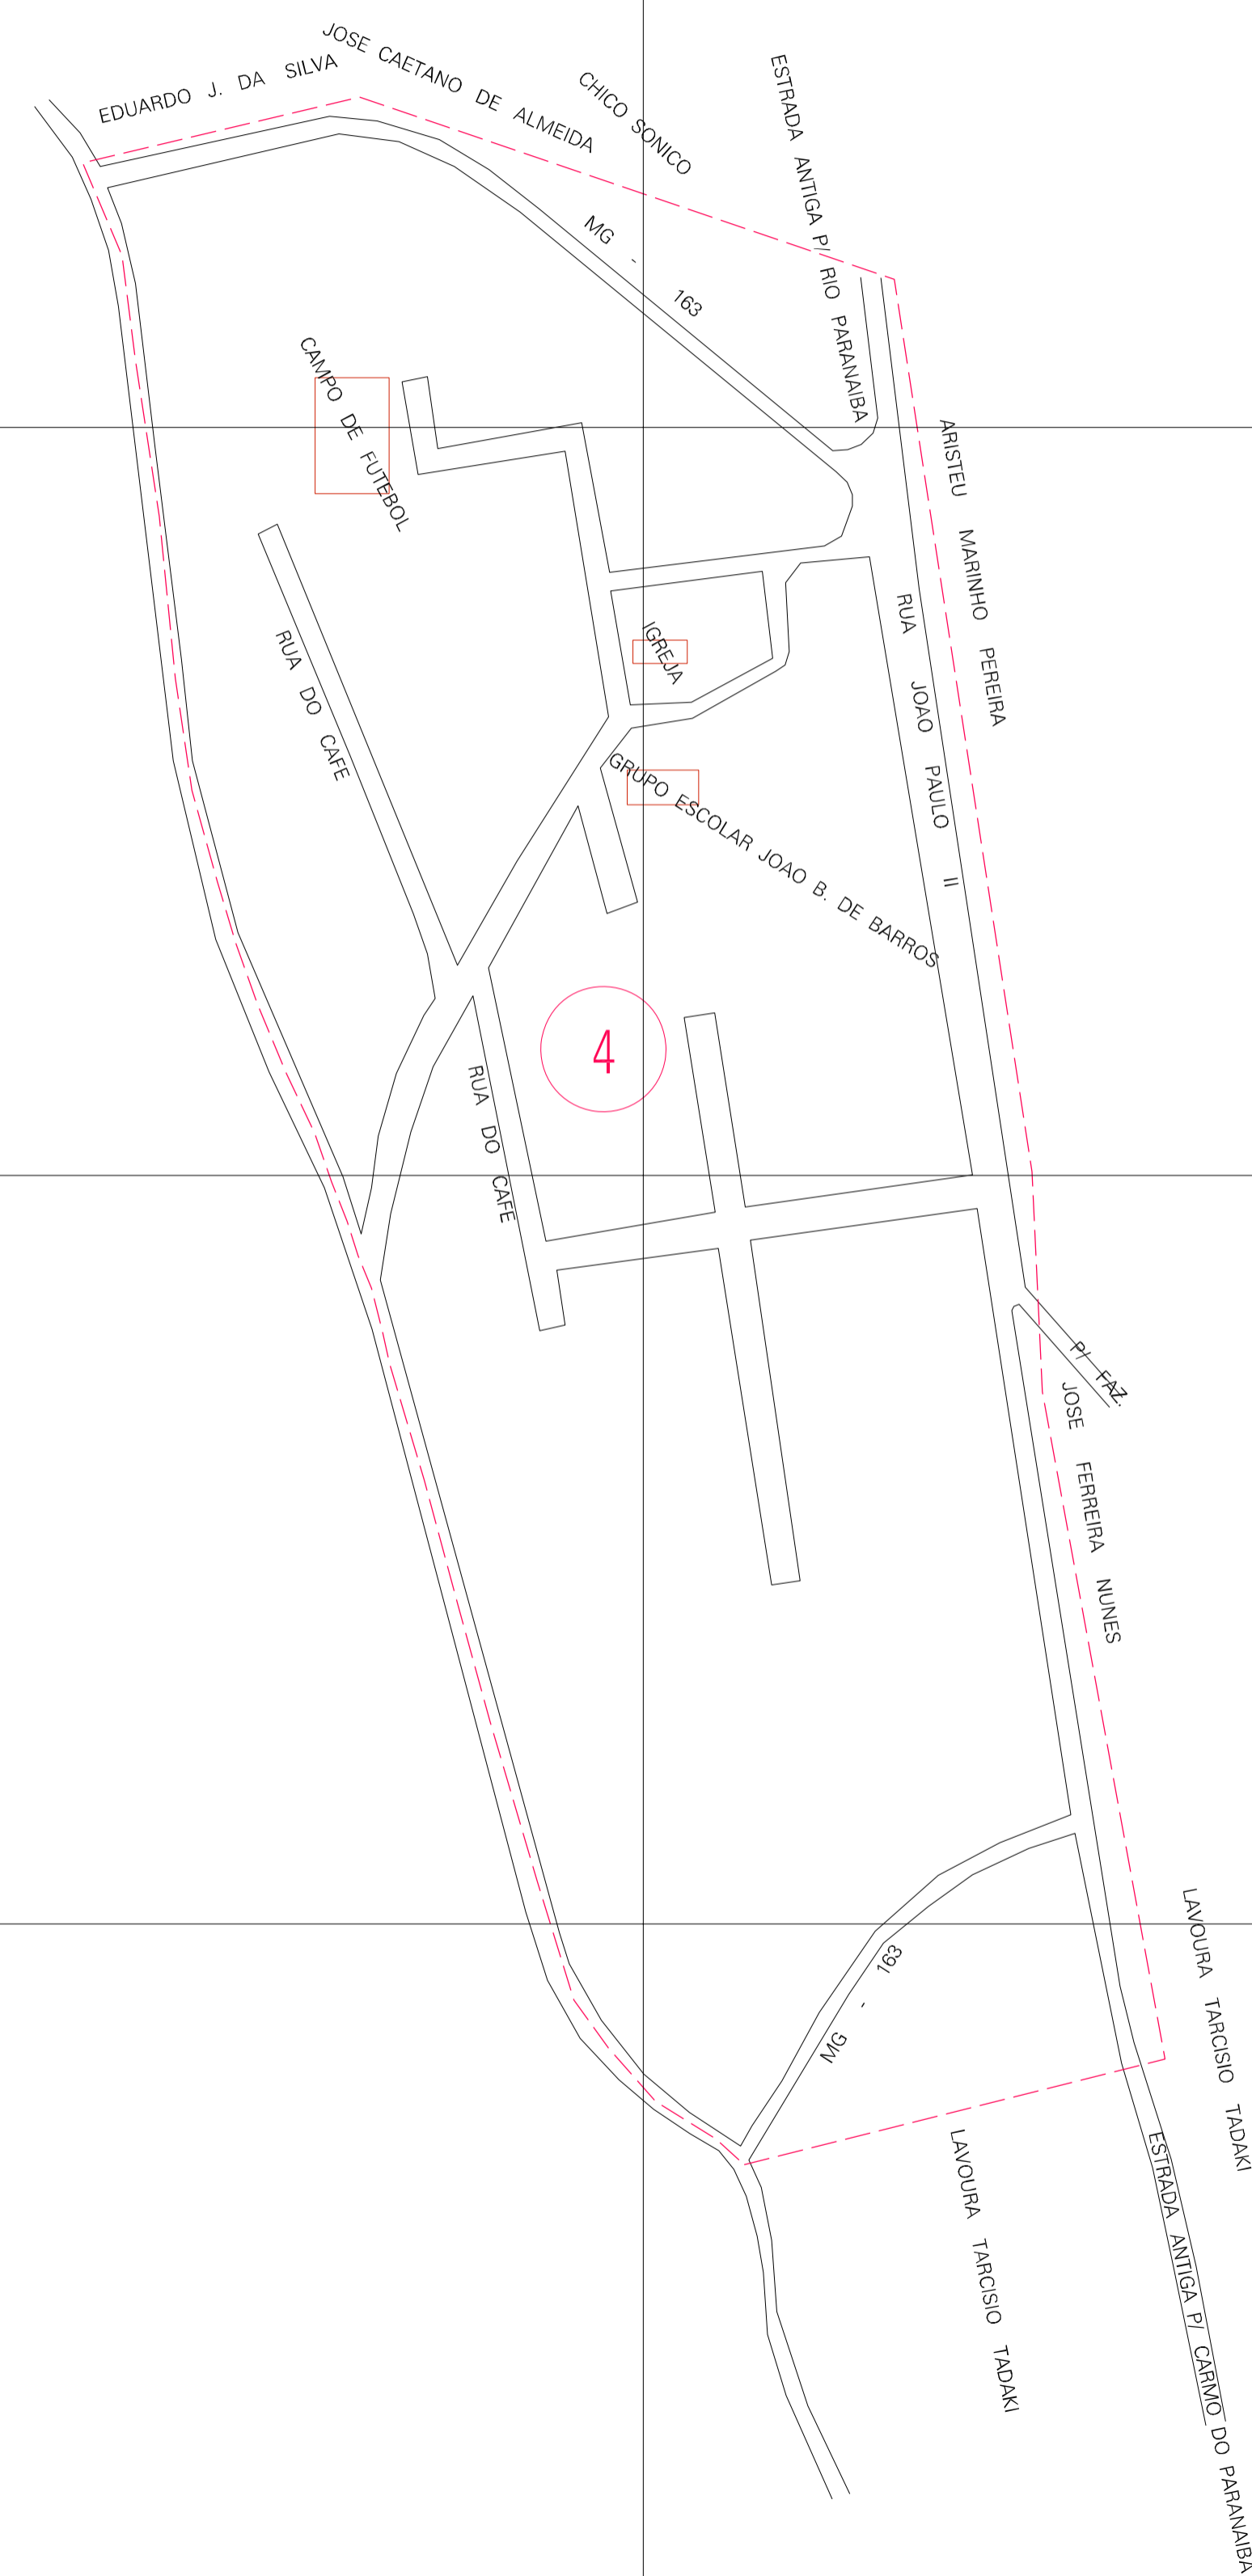 JOSE CAETANO DE ALMEIDA
EDUARDO J. DA SILVA
CHICO SONICO
ESTRADA ANTIGA P/ RIO PARANAIBA
MG - 163
CAMPO DE FUTEBOL
ARISTEU MARINHO PEREIRA
RUA JOAO PAULO II
IGREJA
RUA DO CAFE
GRUPO ESCOLAR JOAO B. DE BARROS
4
RUA DO CAFE
P/ FAZ.
JOSE FERREIRA NUNES
LAVOURA TARCISIO TADAKI
MG - 163
LAVOURA TARCISIO TADAKI
ESTRADA ANTIGA P/ CARMO DO PARANAIBA